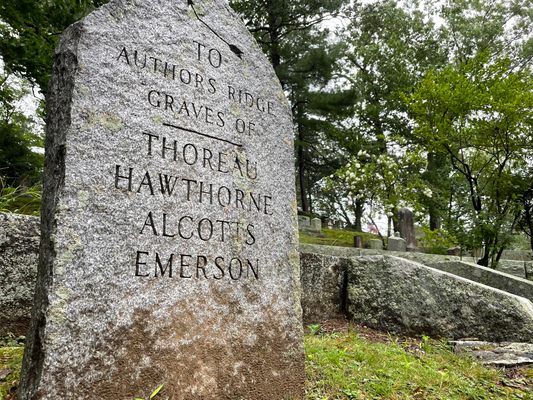 TO
AUTHORS RIDGE
GRAVES OF
THOREAU
HAWTHORNE
ALCOTTS
EMERSON